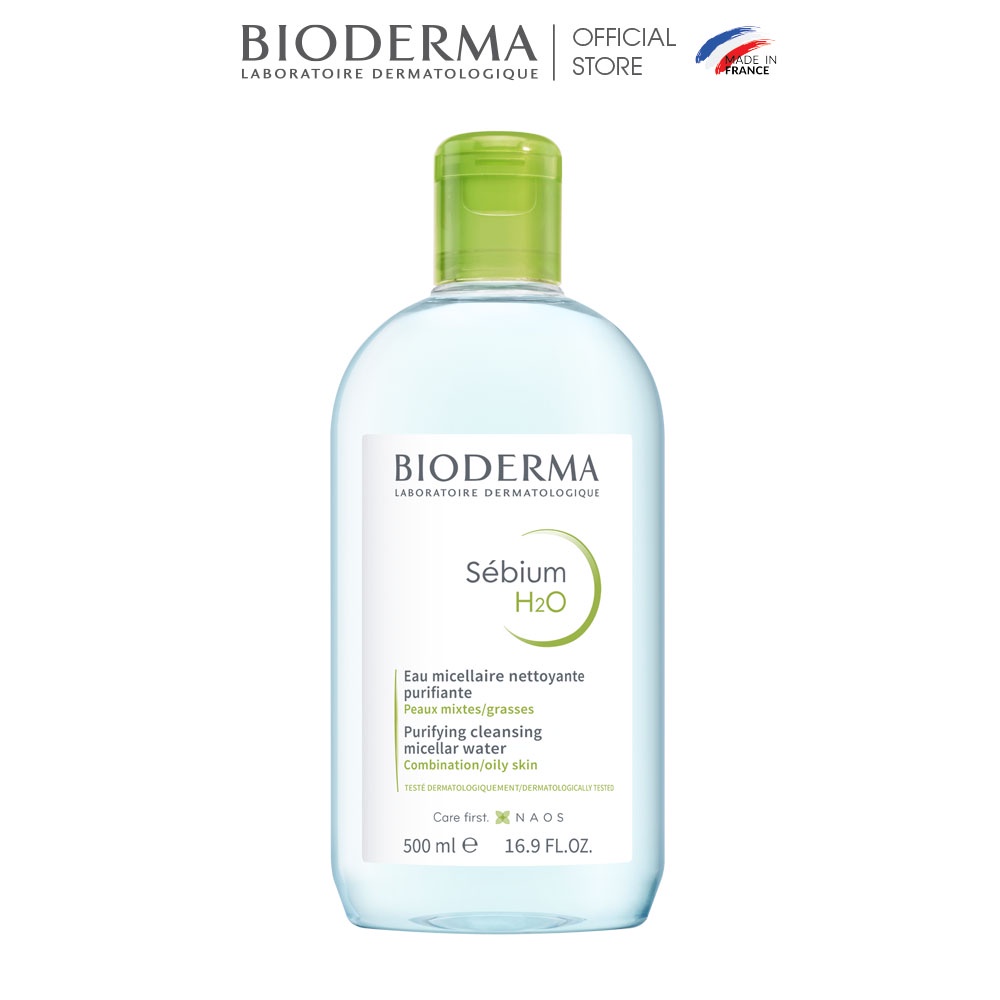 BIODERMA
LABORATOIRE DERMATOLOGIQUE
OFFICIAL
STORE
MADE IN
FRANCE
BIODERMA
LABORATOIRE DERMATOLOGIQUE
Sébium
H2O
Eau micellaire nettoyante
purifiante
Peaux mixtes/grasses
Purifying cleansing
micellar water
Combination/oily skin
TESTÉ DERMATOLOGIQUEMENT/DERMATOLOGICALLY TESTED
Care first. NAOS
500 ml ℮ 16.9 FL.OZ.